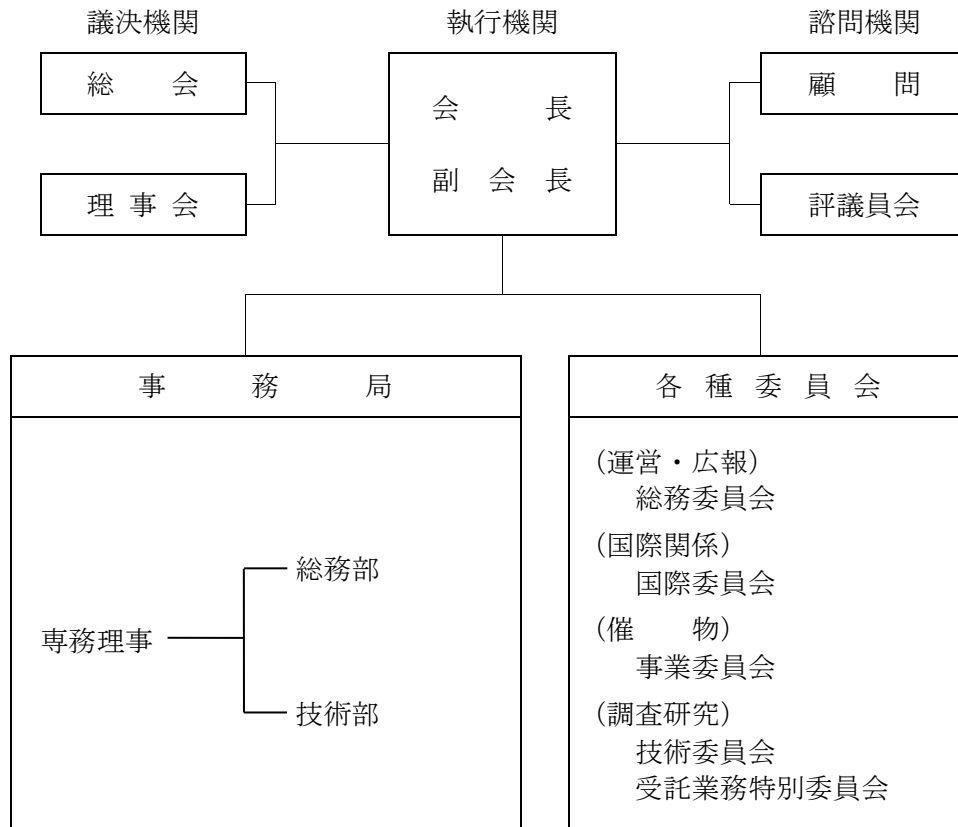 議決機関
執行機関
諮問機関
総　会
会　長
顧　問
副 会 長
理 事 会
評議員会
事　務　局
各 種 委 員 会
専務理事
総務部
技術部
(運営・広報)
総務委員会
(国際関係)
国際委員会
(催　物)
事業委員会
(調査研究)
技術委員会
受託業務特別委員会